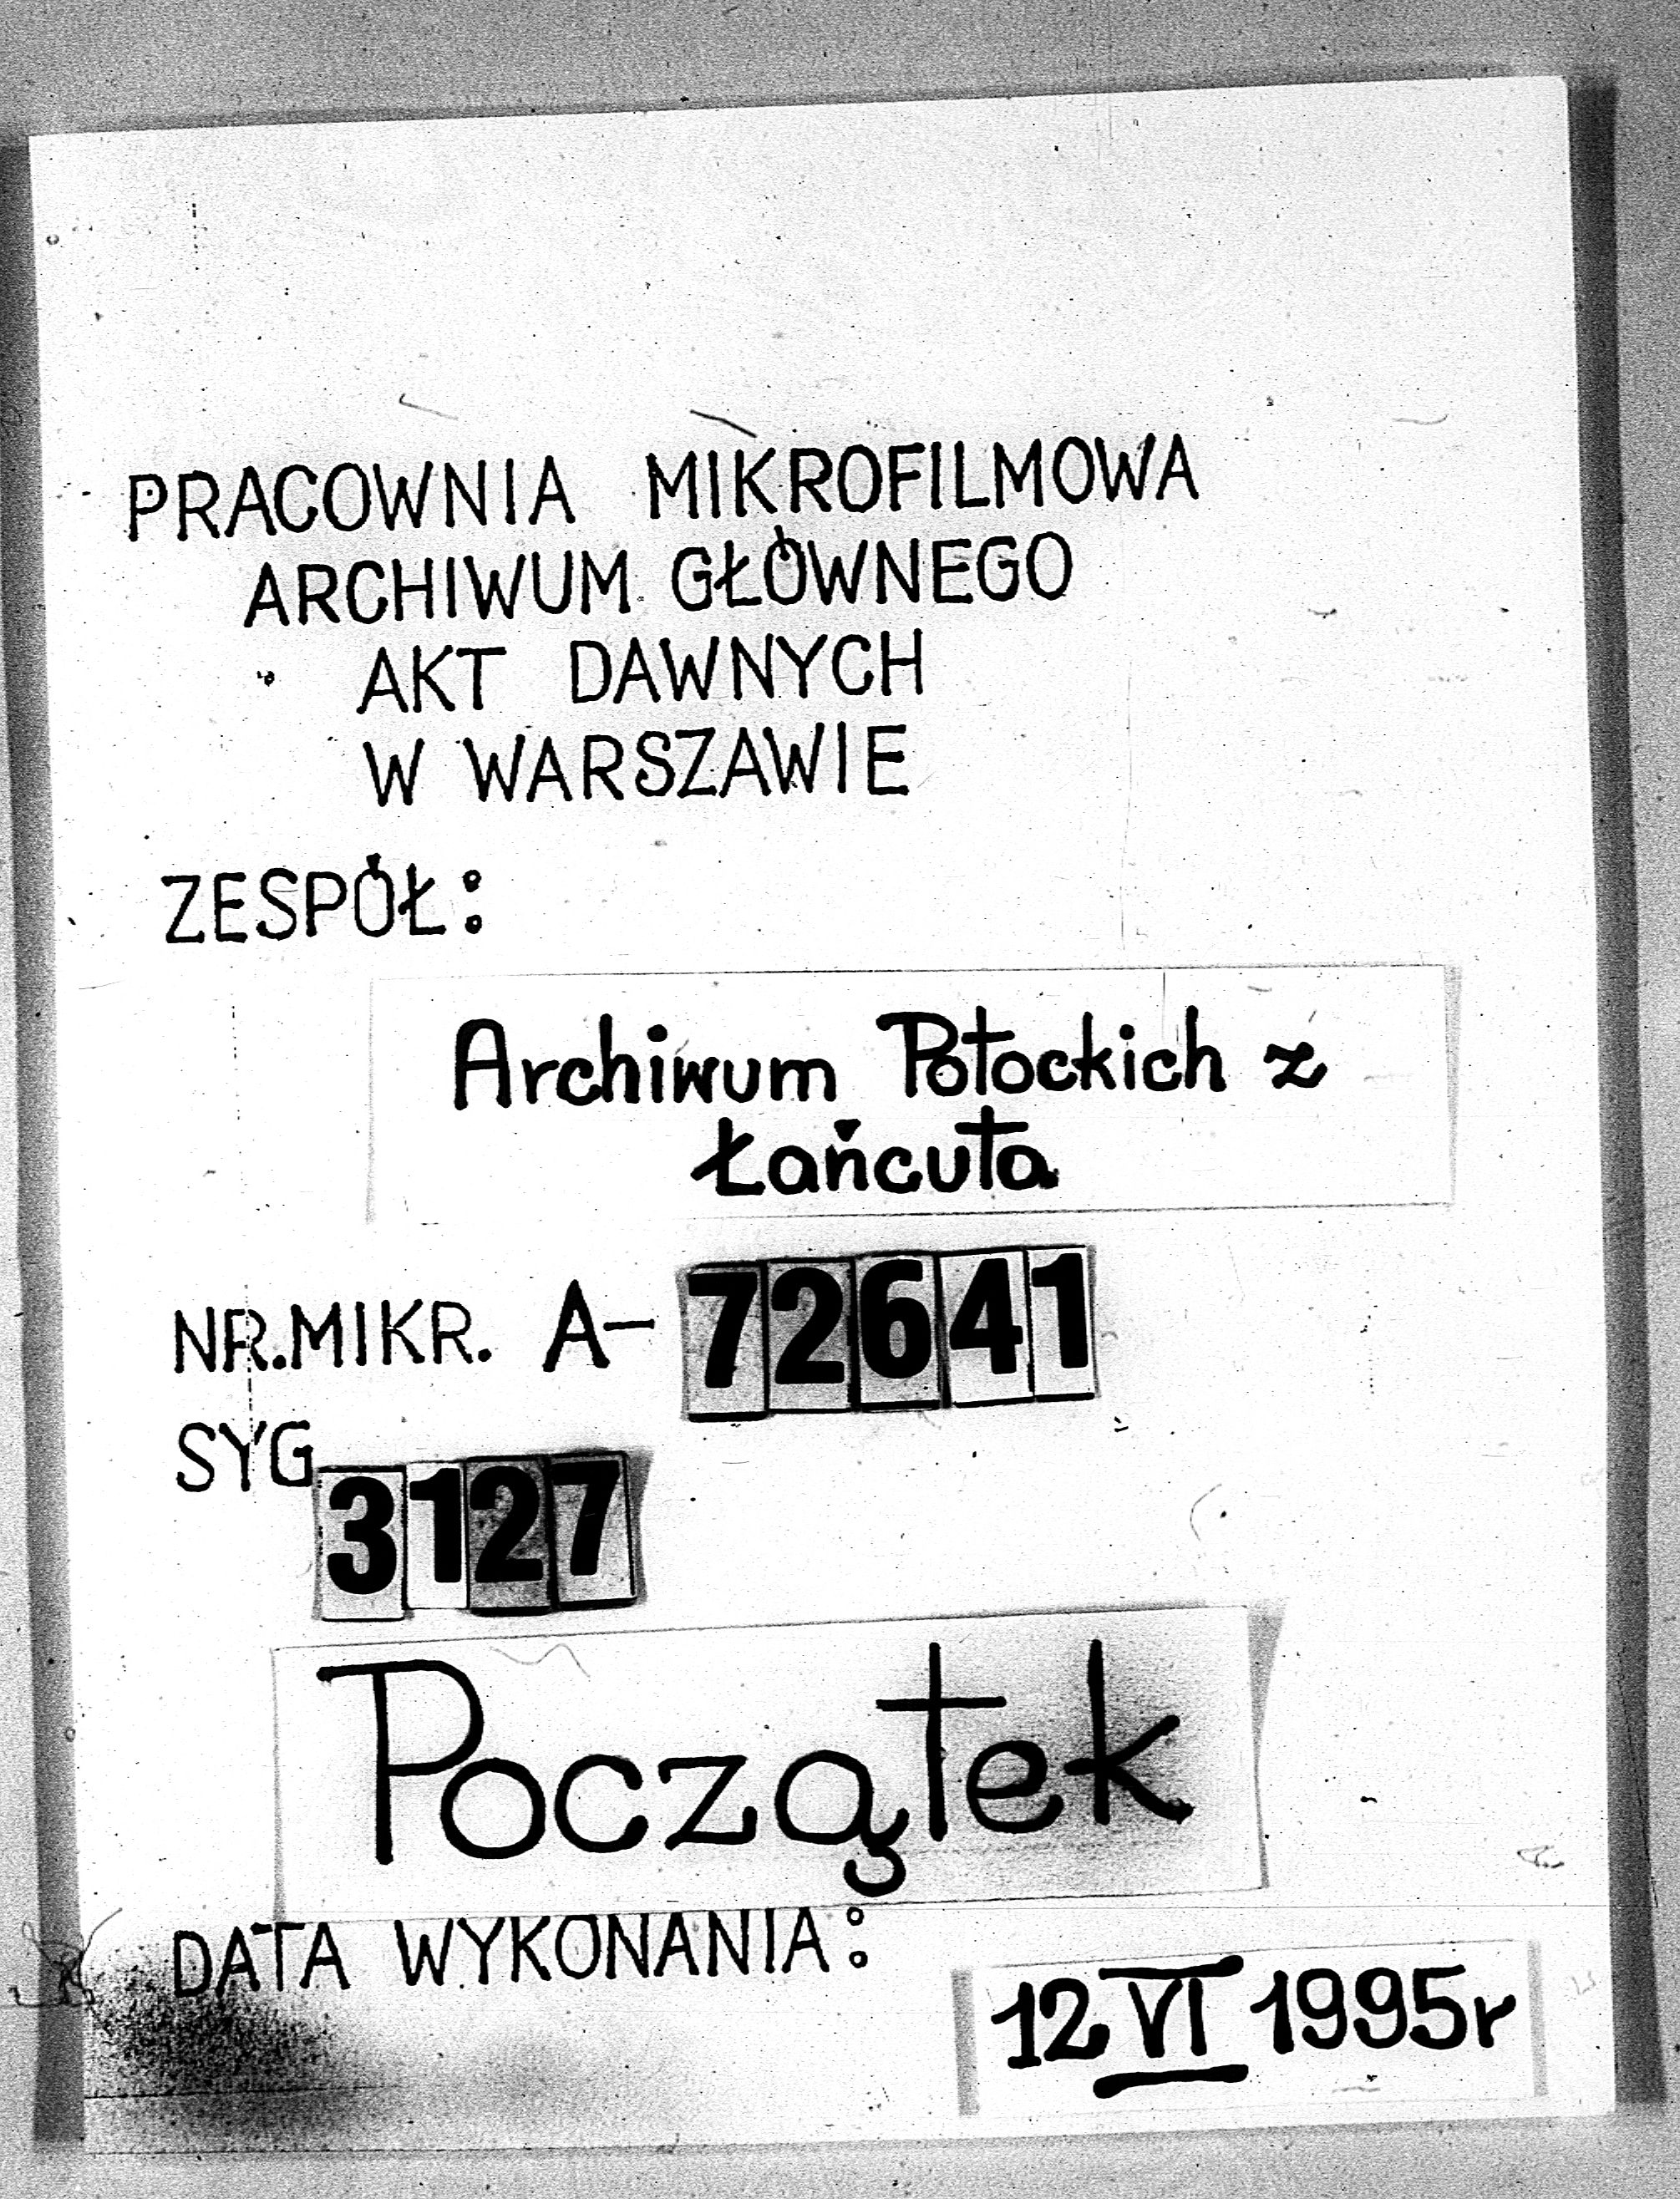 PRACOWNIA MIKROFILMOWA
ARCHIWUM GŁÓWNEGO
AKT DAWNYCH
W WARSZAWIE
ZESPÓŁ:
Archiwum Potockich z
Łańcuta
NR.MIKR. A-72641
SYG 3127
Początek
DATA WYKONANIA:
12 VI 1995r